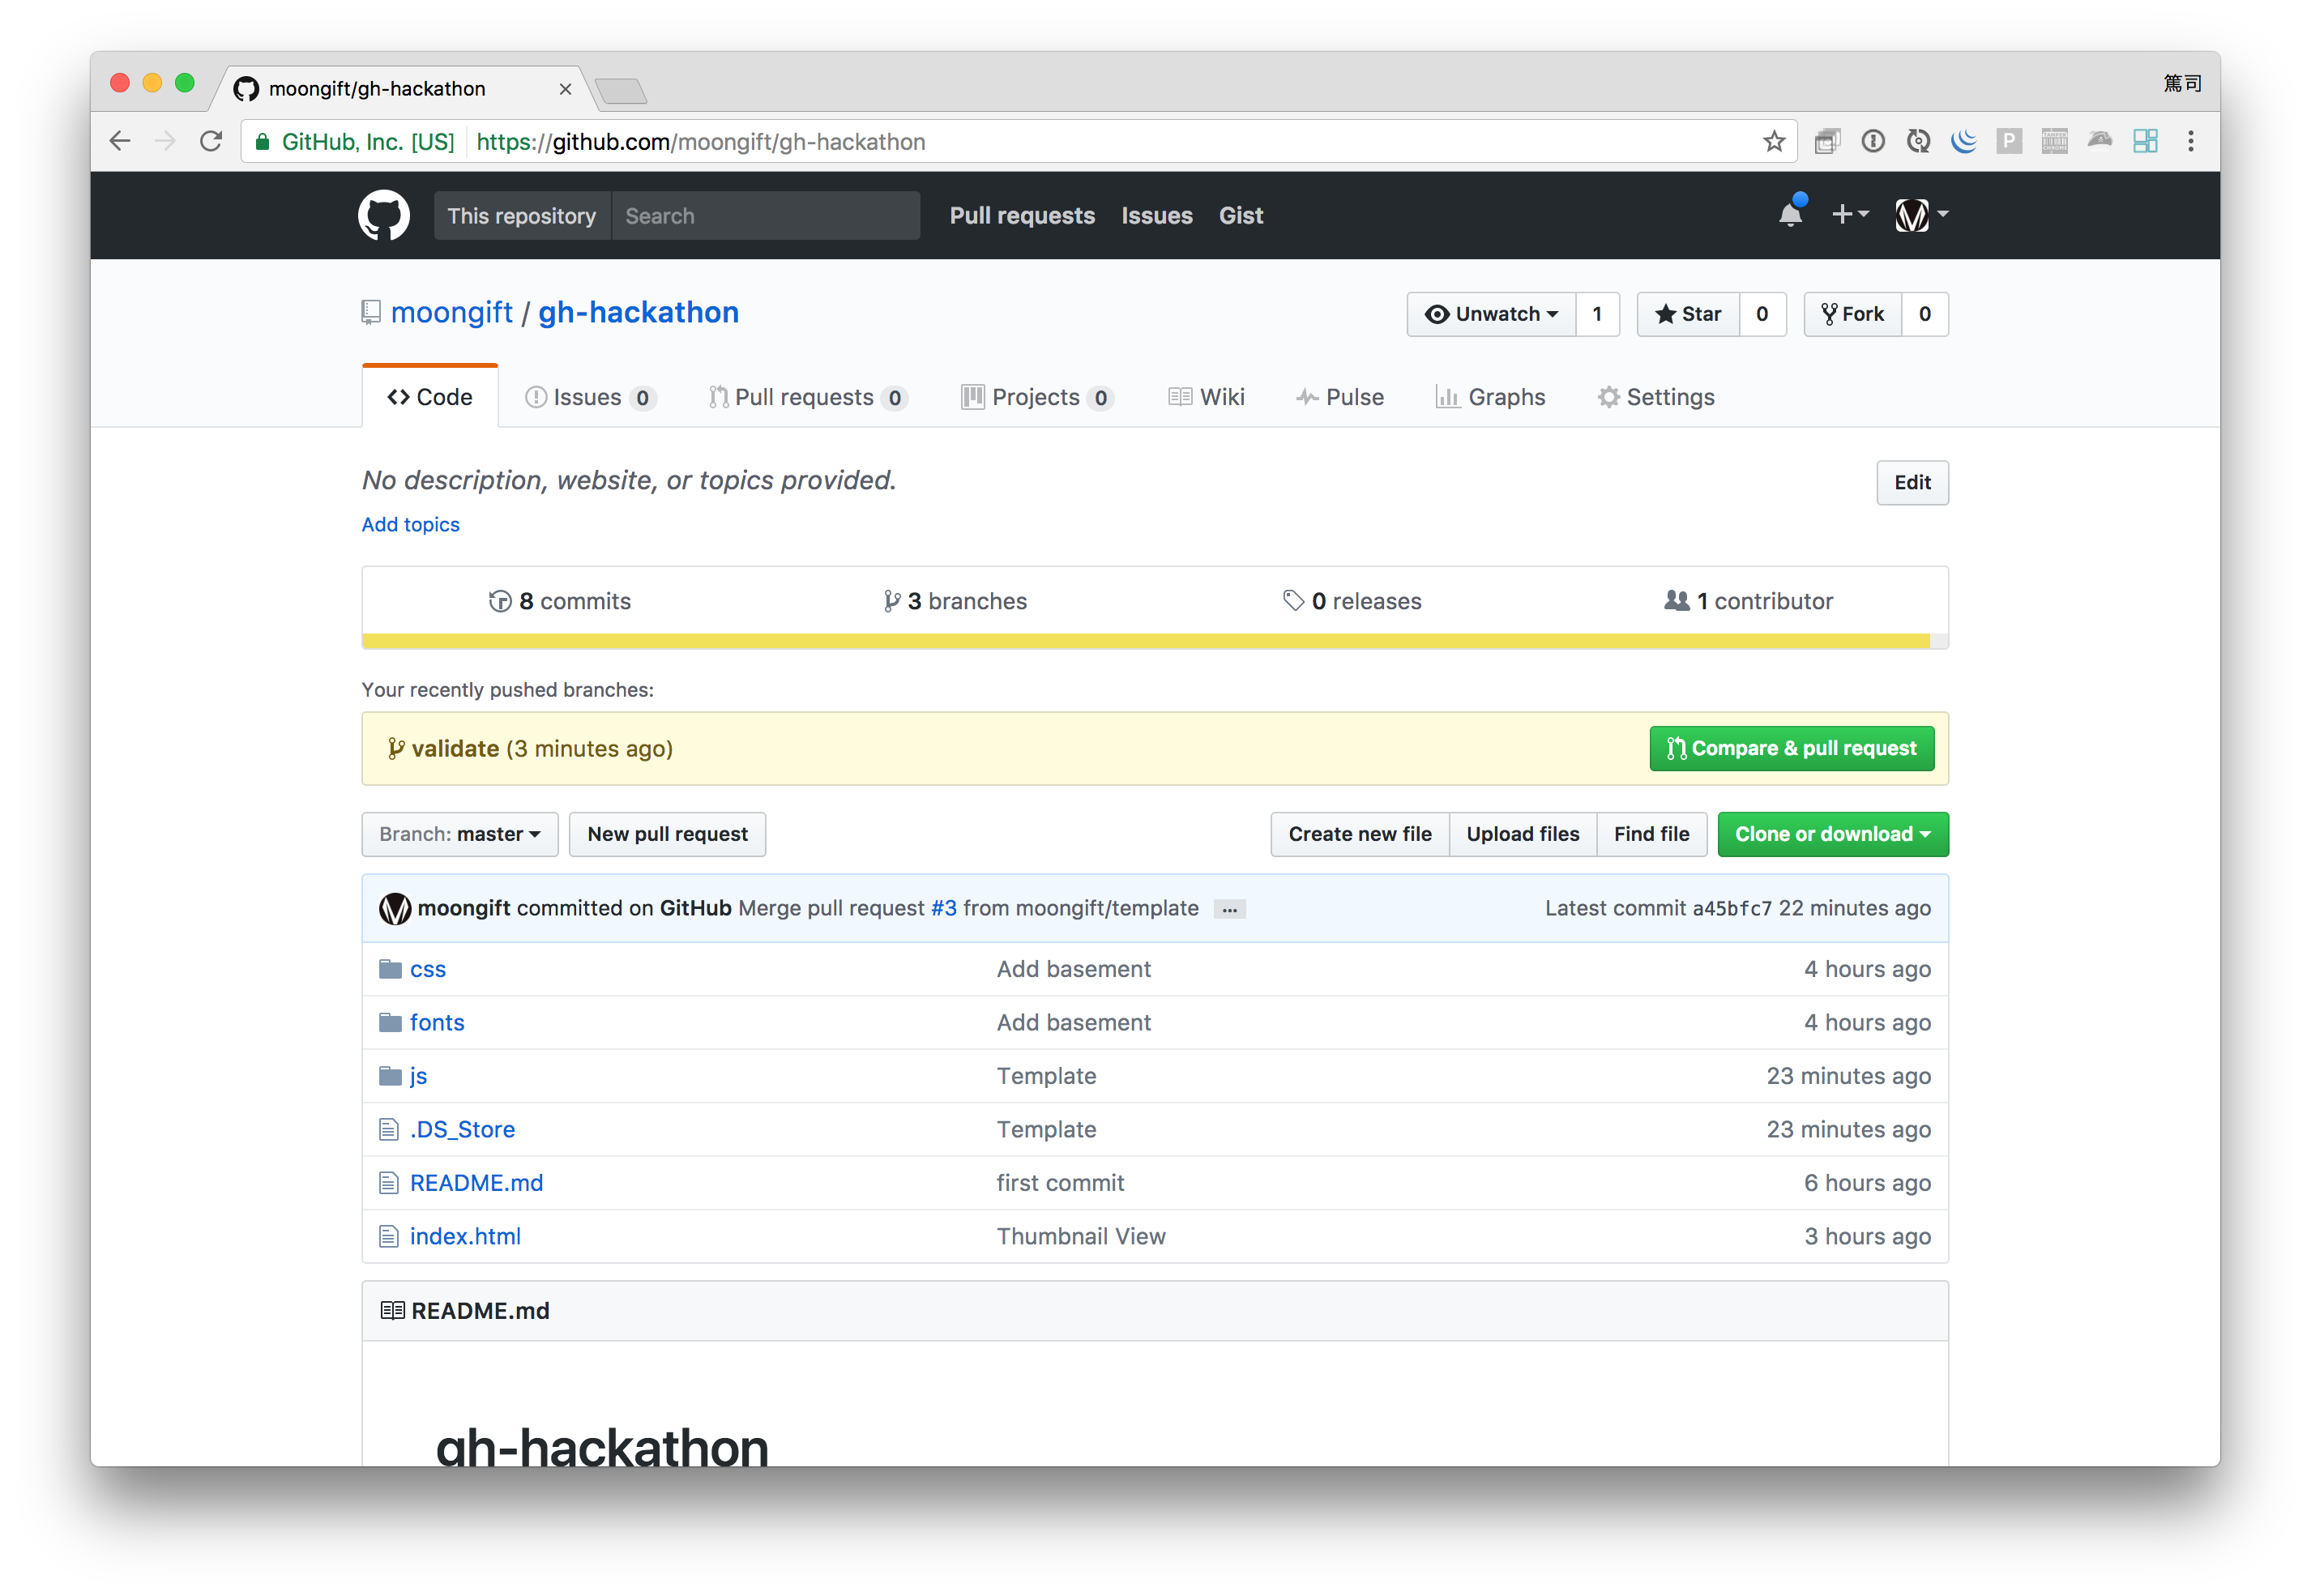 moongift/gh-hackathon
篤司
GitHub, Inc. [US] https://github.com/moongift/gh-hackathon
This repository Search Pull requests Issues Gist
moongift / gh-hackathon
Unwatch 1 Star 0 Fork 0
Code Issues 0 Pull requests 0 Projects 0 Wiki Pulse Graphs Settings
No description, website, or topics provided.
Edit
Add topics
8 commits 3 branches 0 releases 1 contributor
Your recently pushed branches:
validate (3 minutes ago) Compare & pull request
Branch: master New pull request Create new file Upload files Find file Clone or download
moongift committed on GitHub Merge pull request #3 from moongift/template ... Latest commit a45bfc7 22 minutes ago
css Add basement 4 hours ago
fonts Add basement 4 hours ago
js Template 23 minutes ago
.DS_Store Template 23 minutes ago
README.md first commit 6 hours ago
index.html Thumbnail View 3 hours ago
README.md
gh-hackathon